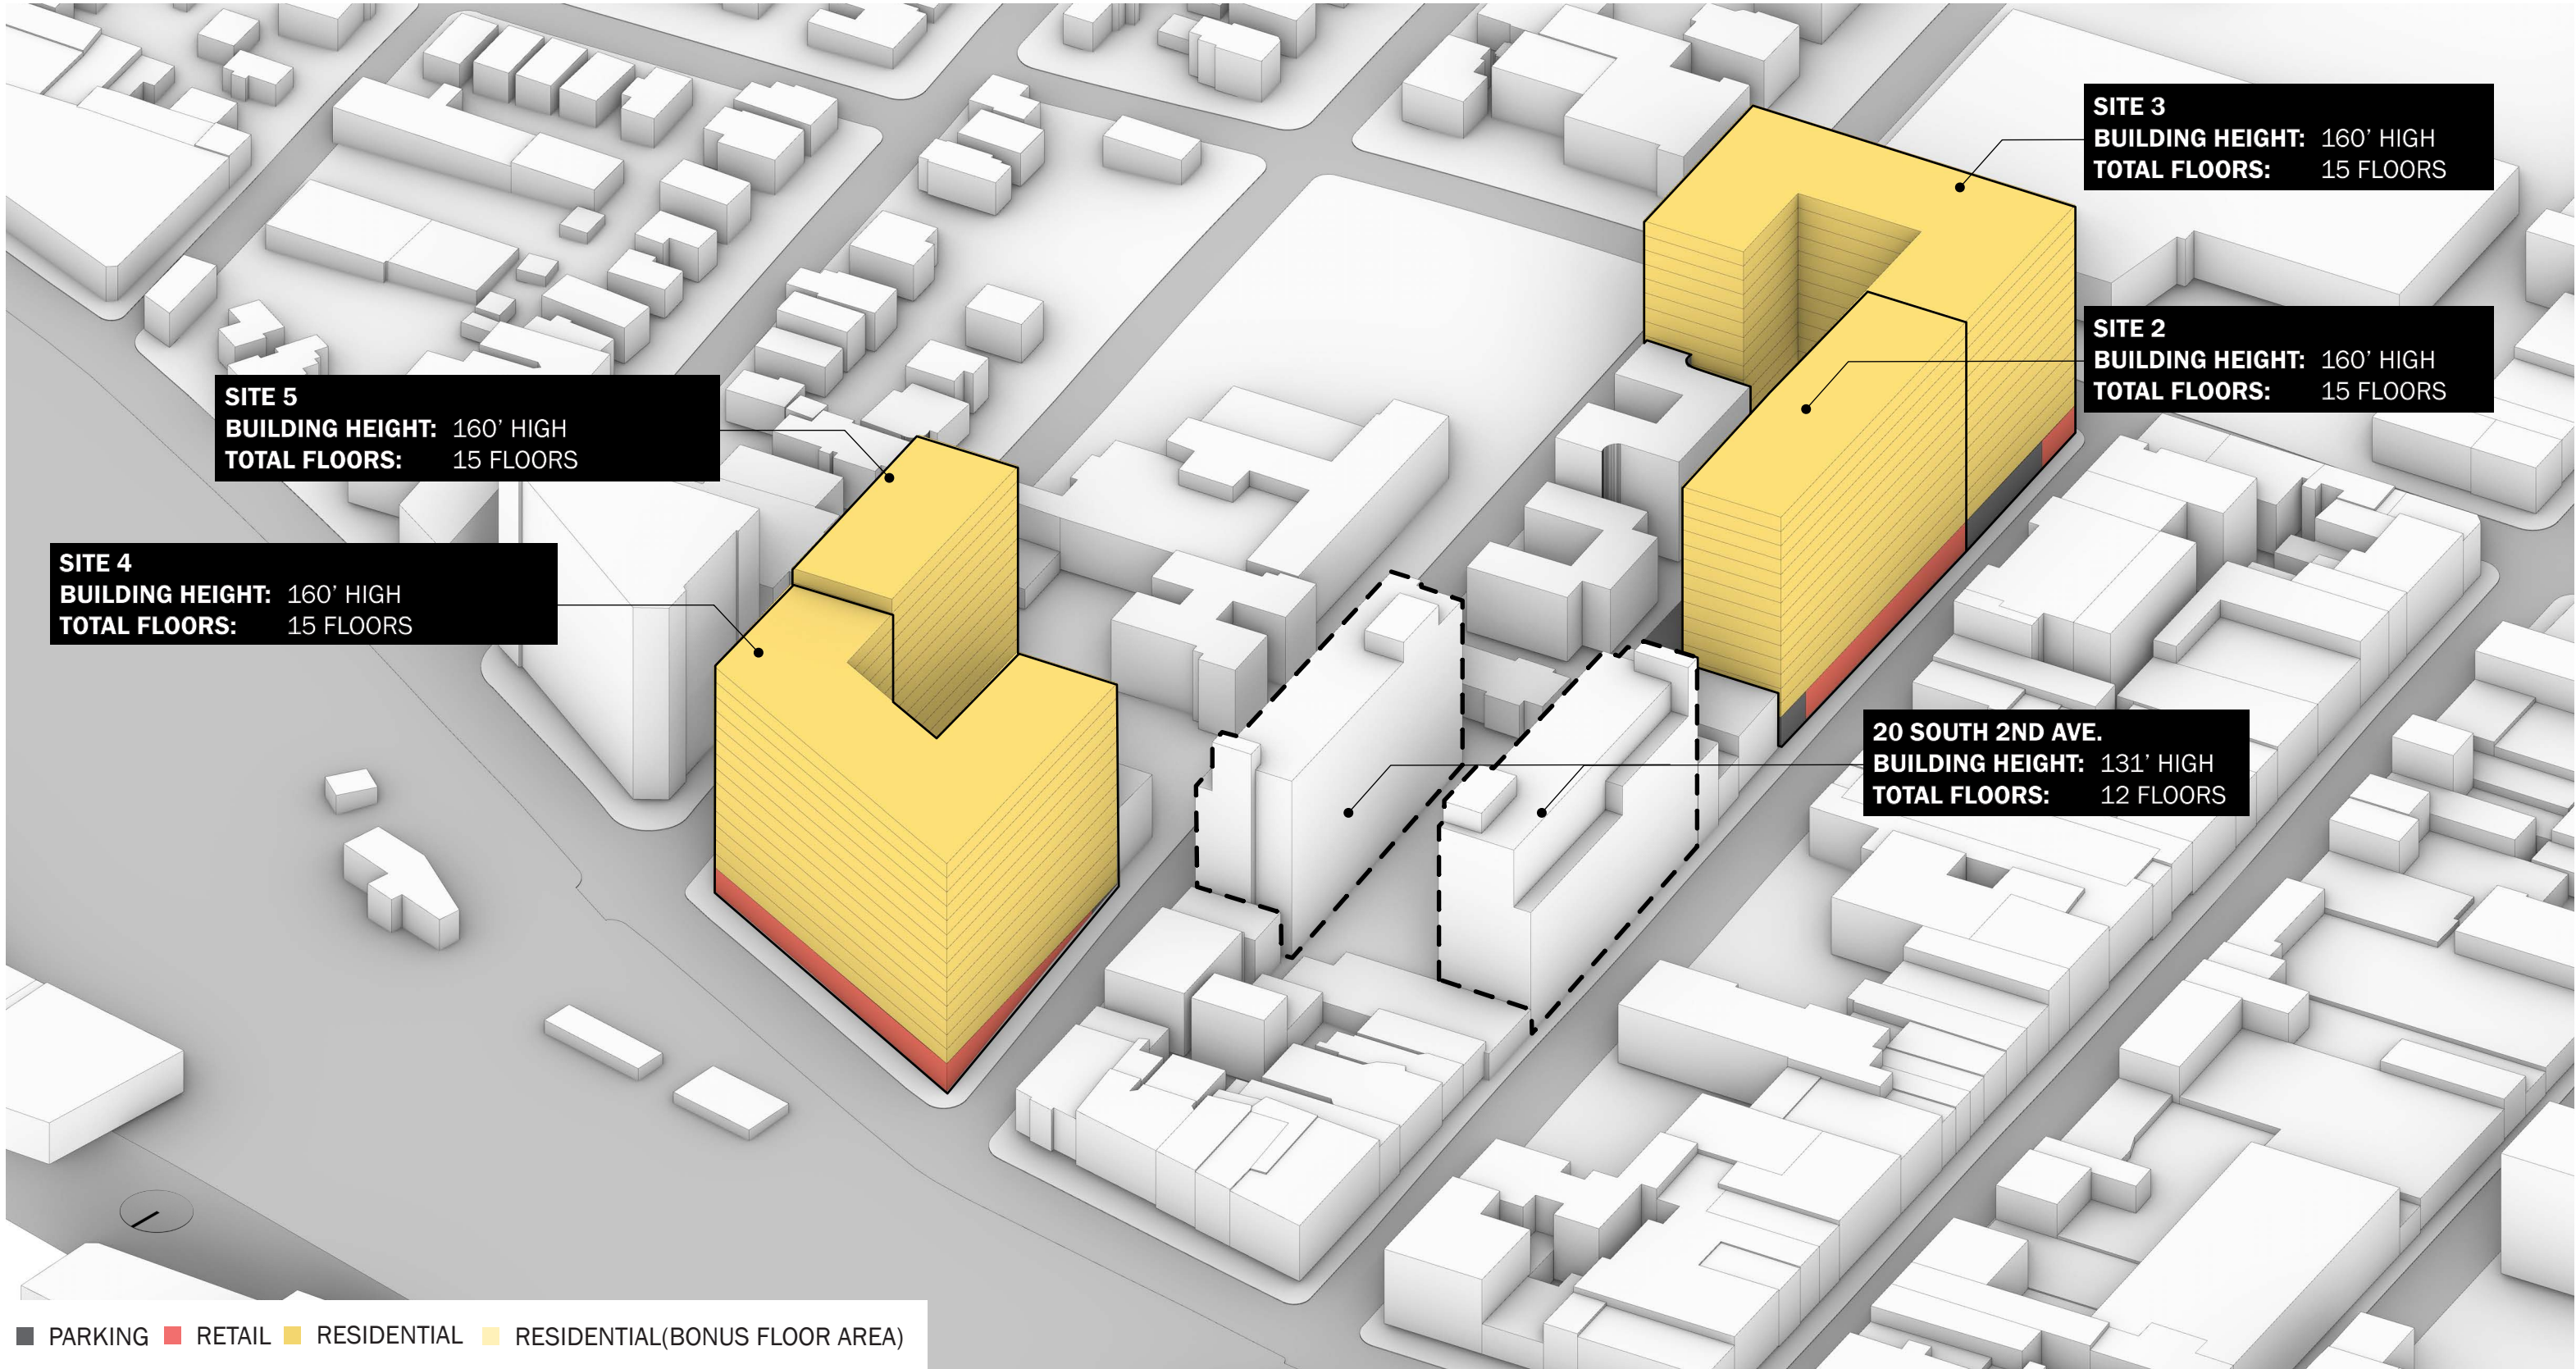 SITE 3
BUILDING HEIGHT: 160’ HIGH
TOTAL FLOORS: 15 FLOORS
SITE 2
BUILDING HEIGHT: 160’ HIGH
TOTAL FLOORS: 15 FLOORS
SITE 5
BUILDING HEIGHT: 160’ HIGH
TOTAL FLOORS: 15 FLOORS
SITE 4
BUILDING HEIGHT: 160’ HIGH
TOTAL FLOORS: 15 FLOORS
20 SOUTH 2ND AVE.
BUILDING HEIGHT: 131’ HIGH
TOTAL FLOORS: 12 FLOORS
PARKING RETAIL RESIDENTIAL RESIDENTIAL(BONUS FLOOR AREA)